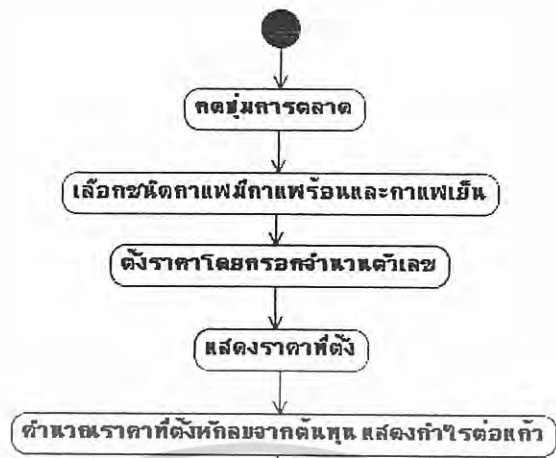 กดปุ่มการตลาด
เลือกชนิดกาแฟมีกาแฟร้อนและกาแฟเย็น
ตั้งราคาโดยกรอกจำนวนตัวเลข
แสดงราคาที่ตั้ง
คำนวณราคาที่ตั้งหักลบจากต้นทุน แสดงกำไรต่อแก้ว